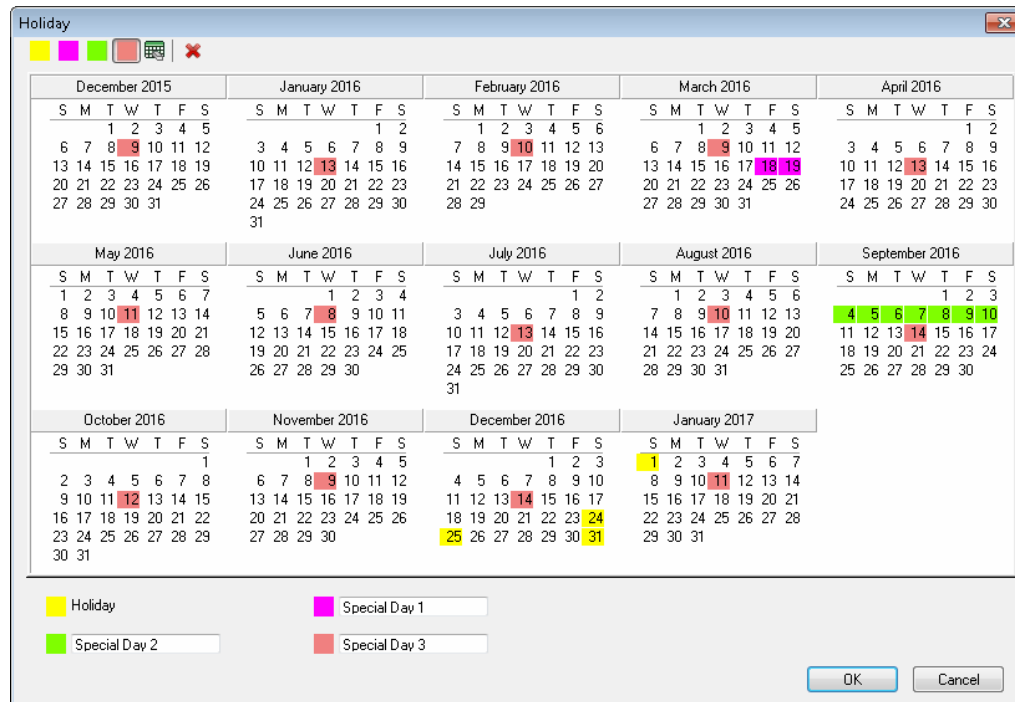 Holiday
December 2015 January 2016 February 2016 March 2016 April 2016
S M T W T F S S M T W T F S S M T W T F S S M T W T F S S M T W T F S
1 2 3 4 5 1 2 1 2 3 4 5 6 1 2 3 4 5 1 2
6 7 8 9 10 11 12 3 4 5 6 7 8 9 7 8 9 10 11 12 13 6 7 8 9 10 11 12 3 4 5 6 7 8 9
13 14 15 16 17 18 19 10 11 12 13 14 15 16 14 15 16 17 18 19 20 13 14 15 16 17 18 19 10 11 12 13 14 15 16
20 21 22 23 24 25 26 17 18 19 20 21 22 23 21 22 23 24 25 26 27 20 21 22 23 24 25 26 17 18 19 20 21 22 23
27 28 29 30 31 24 25 26 27 28 29 30 28 29 27 28 29 30 31 24 25 26 27 28 29 30
31
May 2016 June 2016 July 2016 August 2016 September 2016
S M T W T F S S M T W T F S S M T W T F S S M T W T F S S M T W T F S
1 2 3 4 5 6 7 1 2 3 4 1 2 1 2 3 4 5 6 1 2 3
8 9 10 11 12 13 14 5 6 7 8 9 10 11 3 4 5 6 7 8 9 7 8 9 10 11 12 13 4 5 6 7 8 9 10
15 16 17 18 19 20 21 12 13 14 15 16 17 18 10 11 12 13 14 15 16 14 15 16 17 18 19 20 11 12 13 14 15 16 17
22 23 24 25 26 27 28 19 20 21 22 23 24 25 17 18 19 20 21 22 23 21 22 23 24 25 26 27 18 19 20 21 22 23 24
29 30 31 26 27 28 29 30 24 25 26 27 28 29 30 28 29 30 31 25 26 27 28 29 30
31
October 2016 November 2016 December 2016 January 2017
S M T W T F S S M T W T F S S M T W T F S S M T W T F S
1 1 2 3 4 5 1 2 3 1 2 3 4 5 6 7
2 3 4 5 6 7 8 6 7 8 9 10 11 12 4 5 6 7 8 9 10 8 9 10 11 12 13 14
9 10 11 12 13 14 15 13 14 15 16 17 18 19 11 12 13 14 15 16 17 15 16 17 18 19 20 21
16 17 18 19 20 21 22 20 21 22 23 24 25 26 18 19 20 21 22 23 24 22 23 24 25 26 27 28
23 24 25 26 27 28 29 27 28 29 30 25 26 27 28 29 30 31 29 30 31
30 31
Holiday Special Day 1
Special Day 2 Special Day 3
OK Cancel